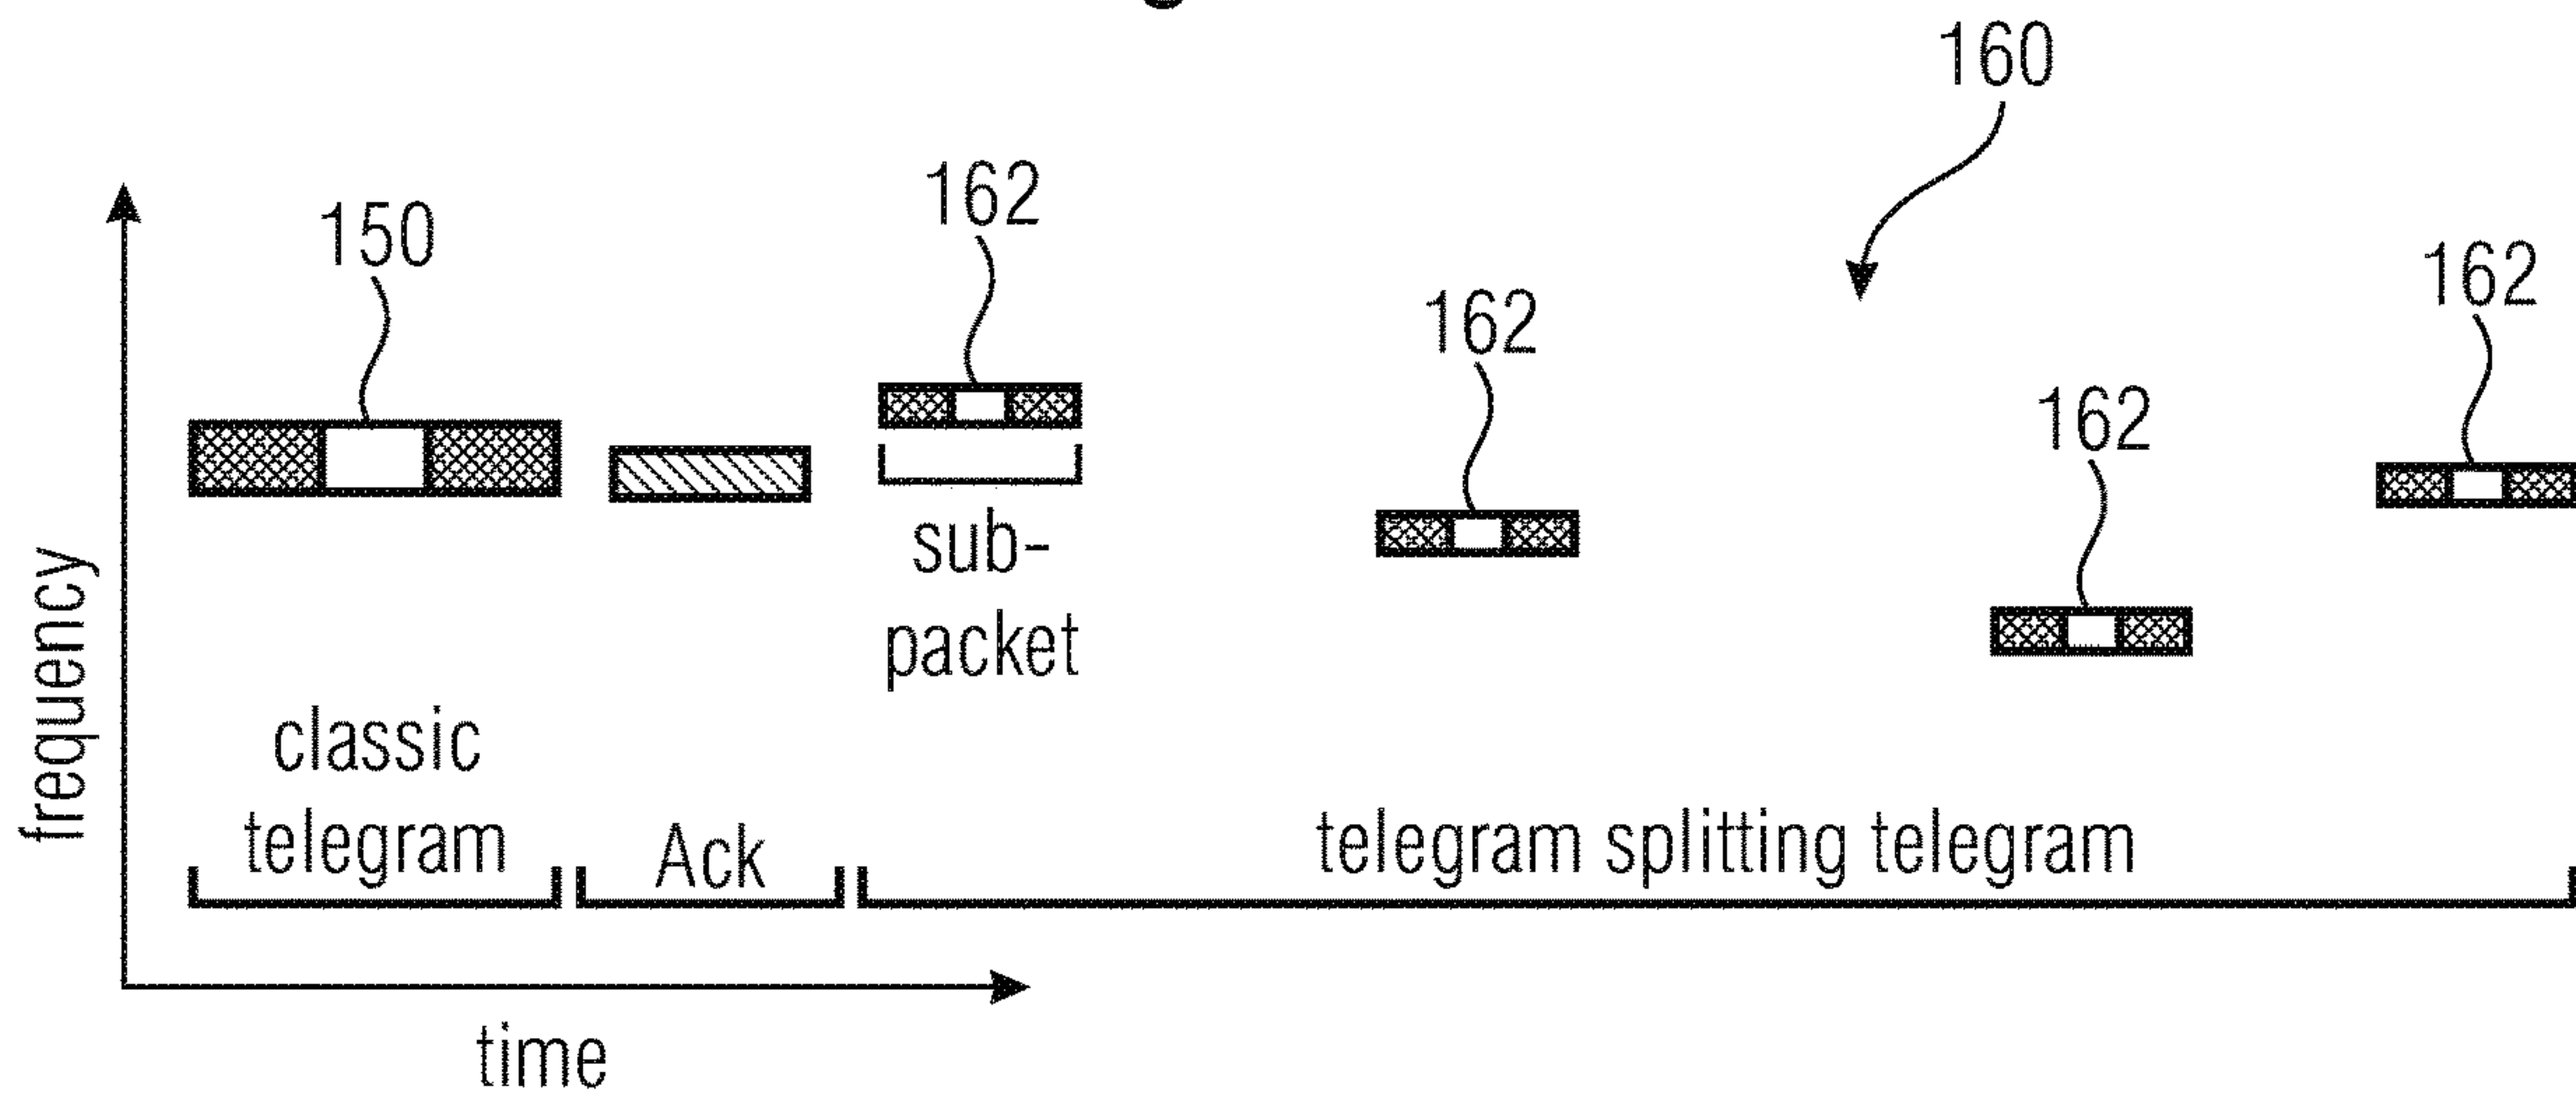 160
162
150
162
162
162
sub-
packet
frequency
classic
telegram
Ack
telegram splitting telegram
time